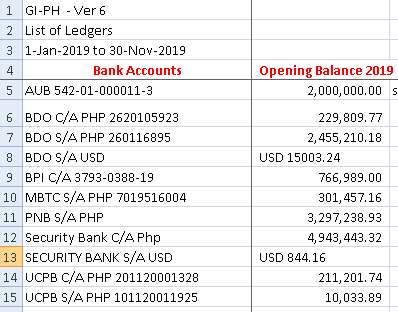 1 GI-PH - Ver 6
2 List of Ledgers
3 1-Jan-2019 to 30-Nov-2019
4 Bank Accounts Opening Balance 2019
5 AUB 542-01-000011-3 2,000,000.00 s
6 BDO C/A PHP 2620105923 229,809.77
7 BDO S/A PHP 260116895 2,455,210.18
8 BDO S/A USD USD 15003.24
9 BPI C/A 3793-0388-19 766,989.00
10 MBTC S/A PHP 7019516004 301,457.16
11 PNB S/A PHP 3,297,238.93
12 Security Bank C/A Php 4,943,443.32
13 SECURITY BANK S/A USD USD 844.16
14 UCPB C/A PHP 201120001328 211,201.74
15 UCPB S/A PHP 101120011925 10,033.89